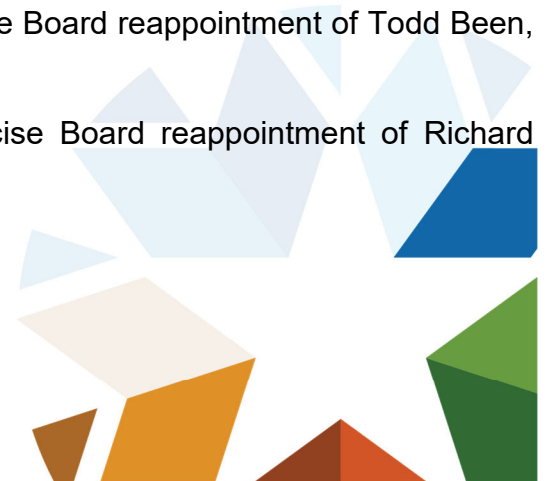 e Board reappointment of Todd Been,
cise Board reappointment of Richard